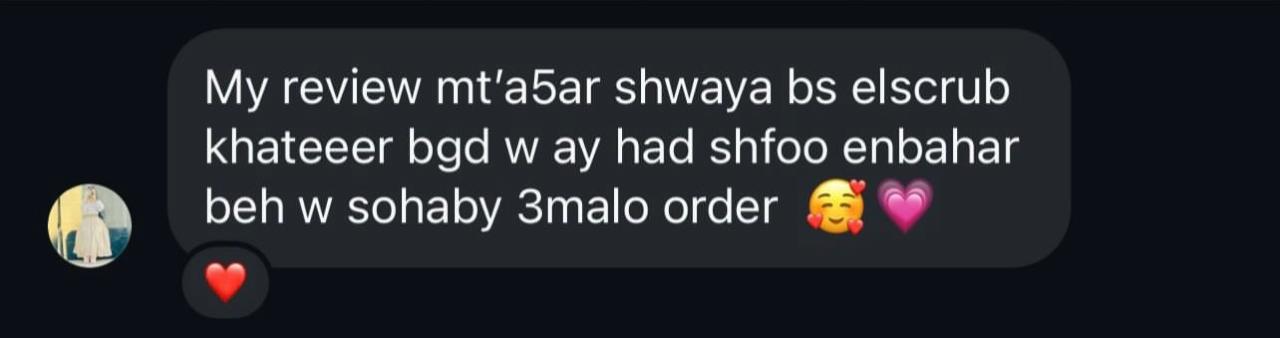 My review mt'a5ar shwaya bs elscrub
khateeer bgd w ay had shfoo enbahar
beh w sohaby 3malo order 🥰💗
❤️